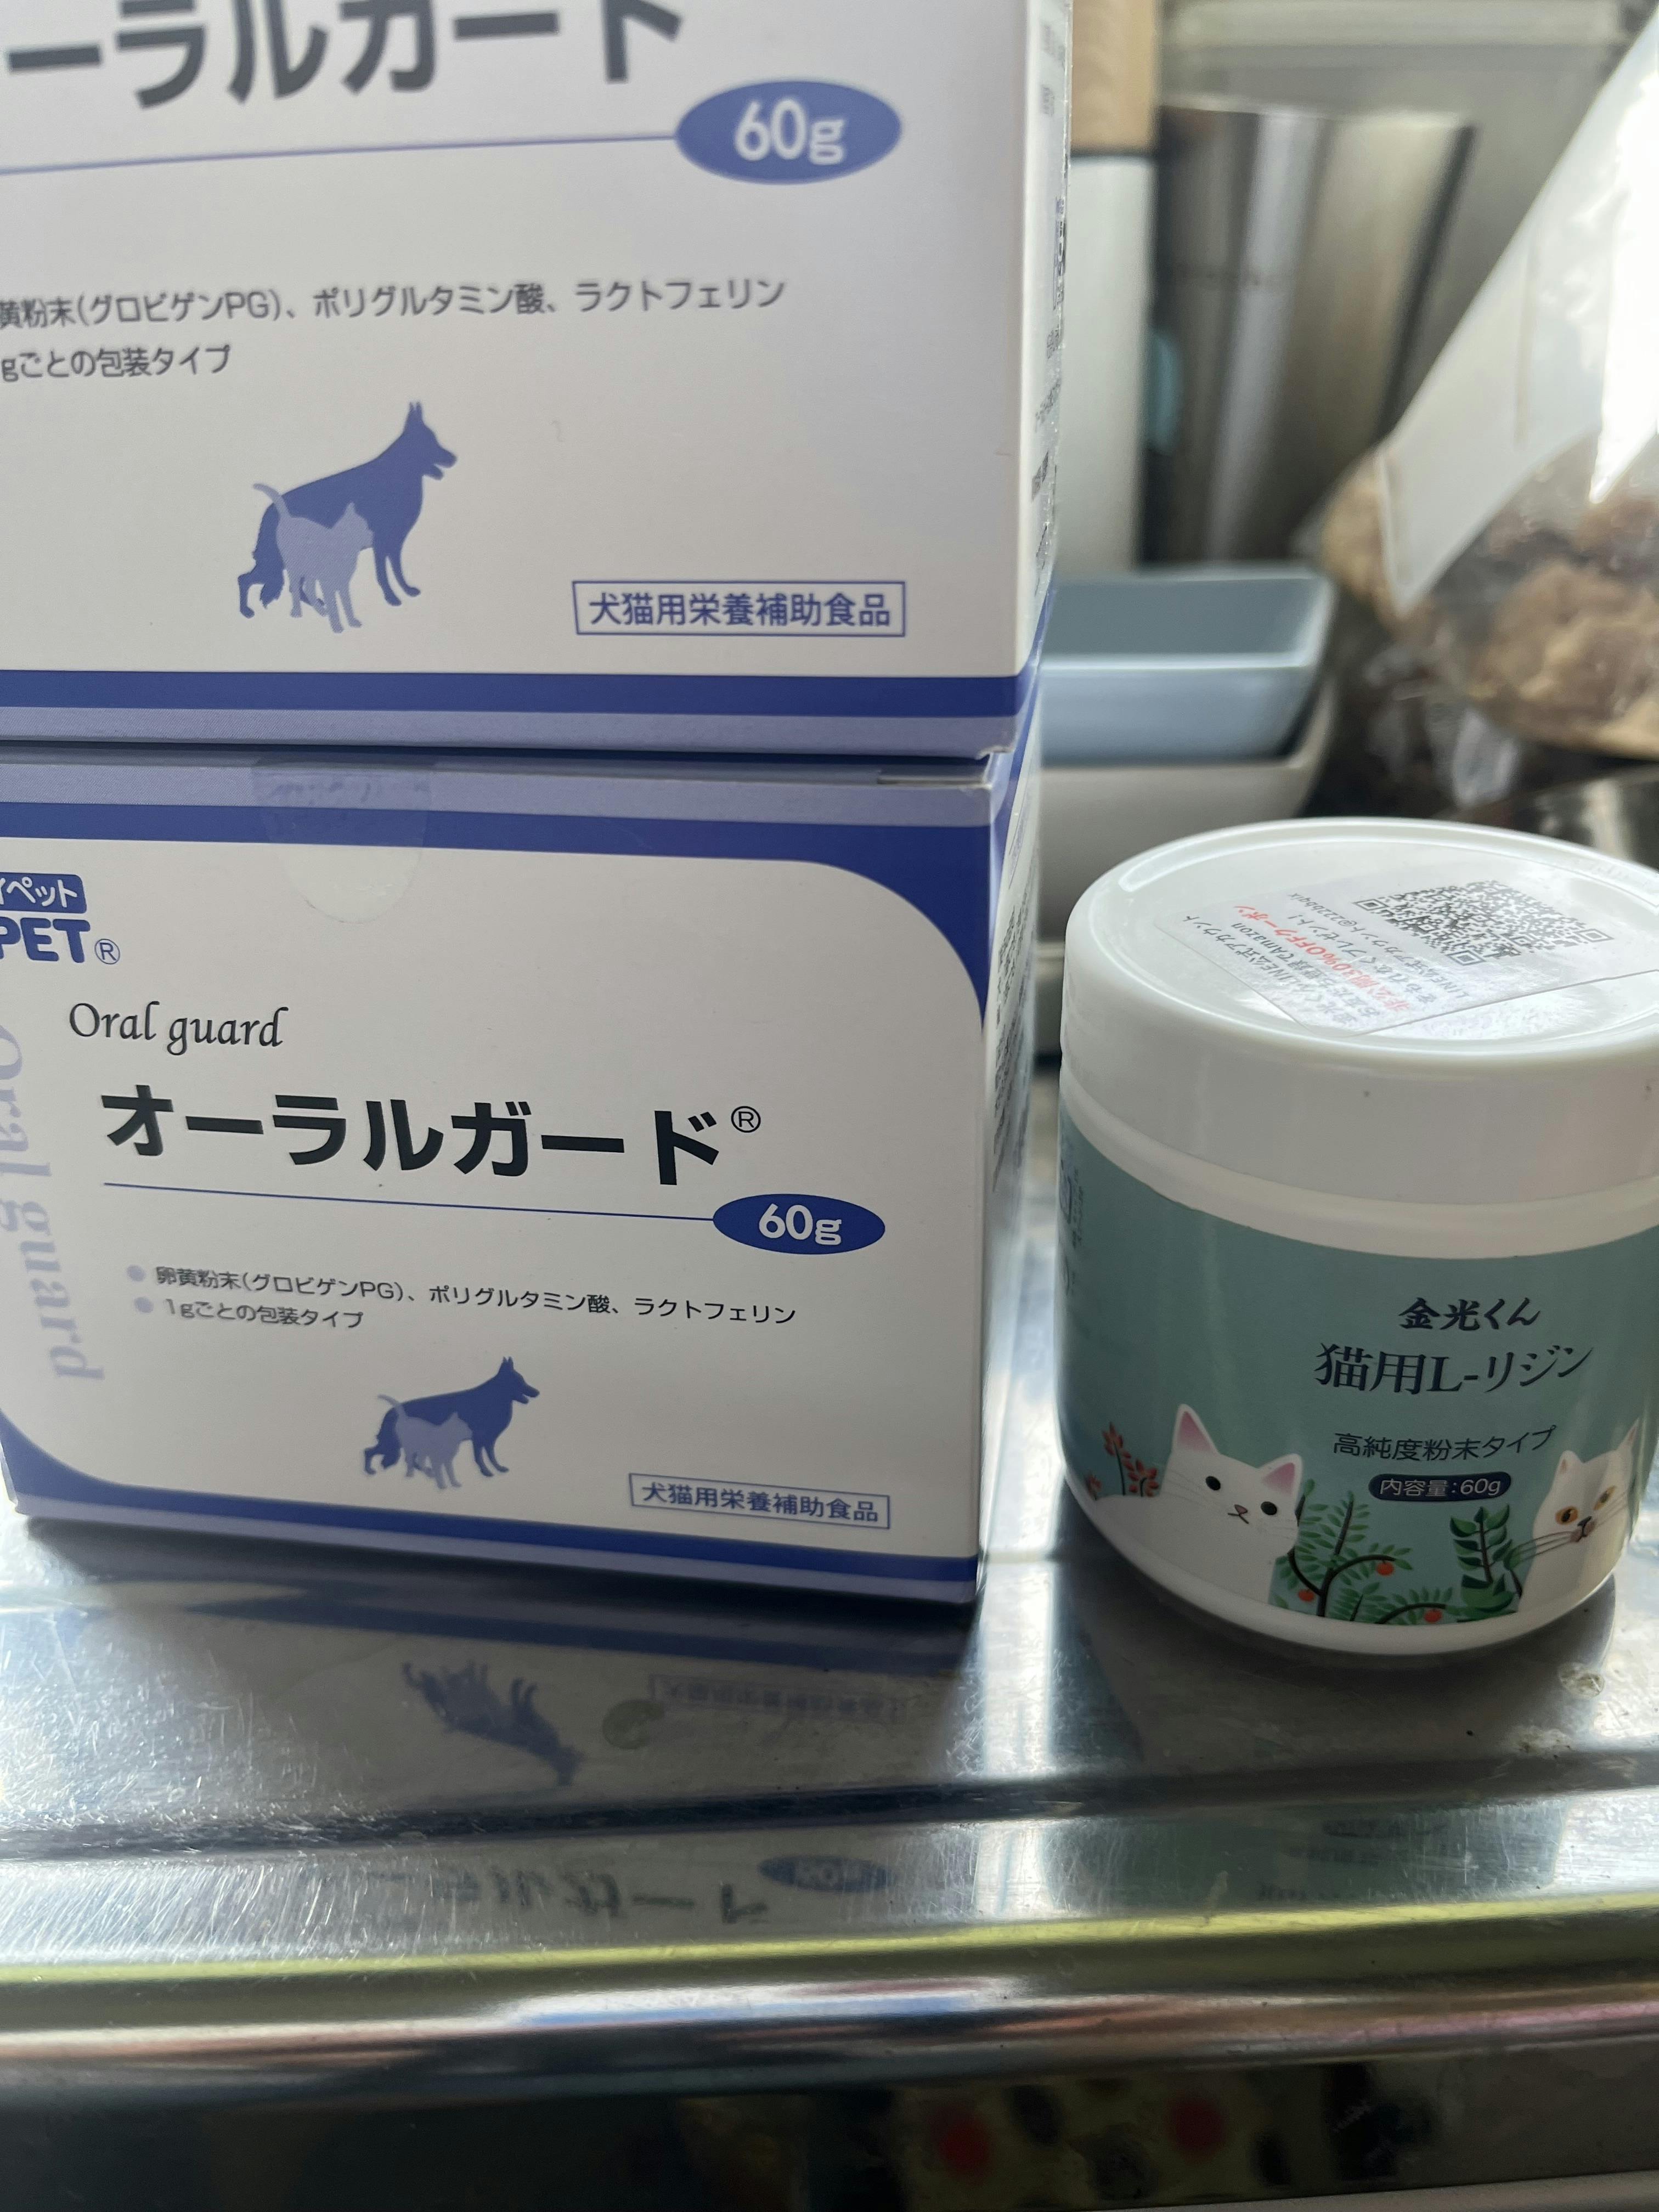 ーラルガード
60g
黄粉末(グロビゲンPG)、ポリグルタミン酸、ラクトフェリン
gごとの包装タイプ
犬猫用栄養補助食品
イペット
PET®
Oral guard
オーラルガード®
60g
Oral guard
● 卵黄粉末(グロビゲンPG)、ポリグルタミン酸、ラクトフェリン
● 1gごとの包装タイプ
犬猫用栄養補助食品
金光くん
猫用L-リジン
高純度粉末タイプ
内容量:60g